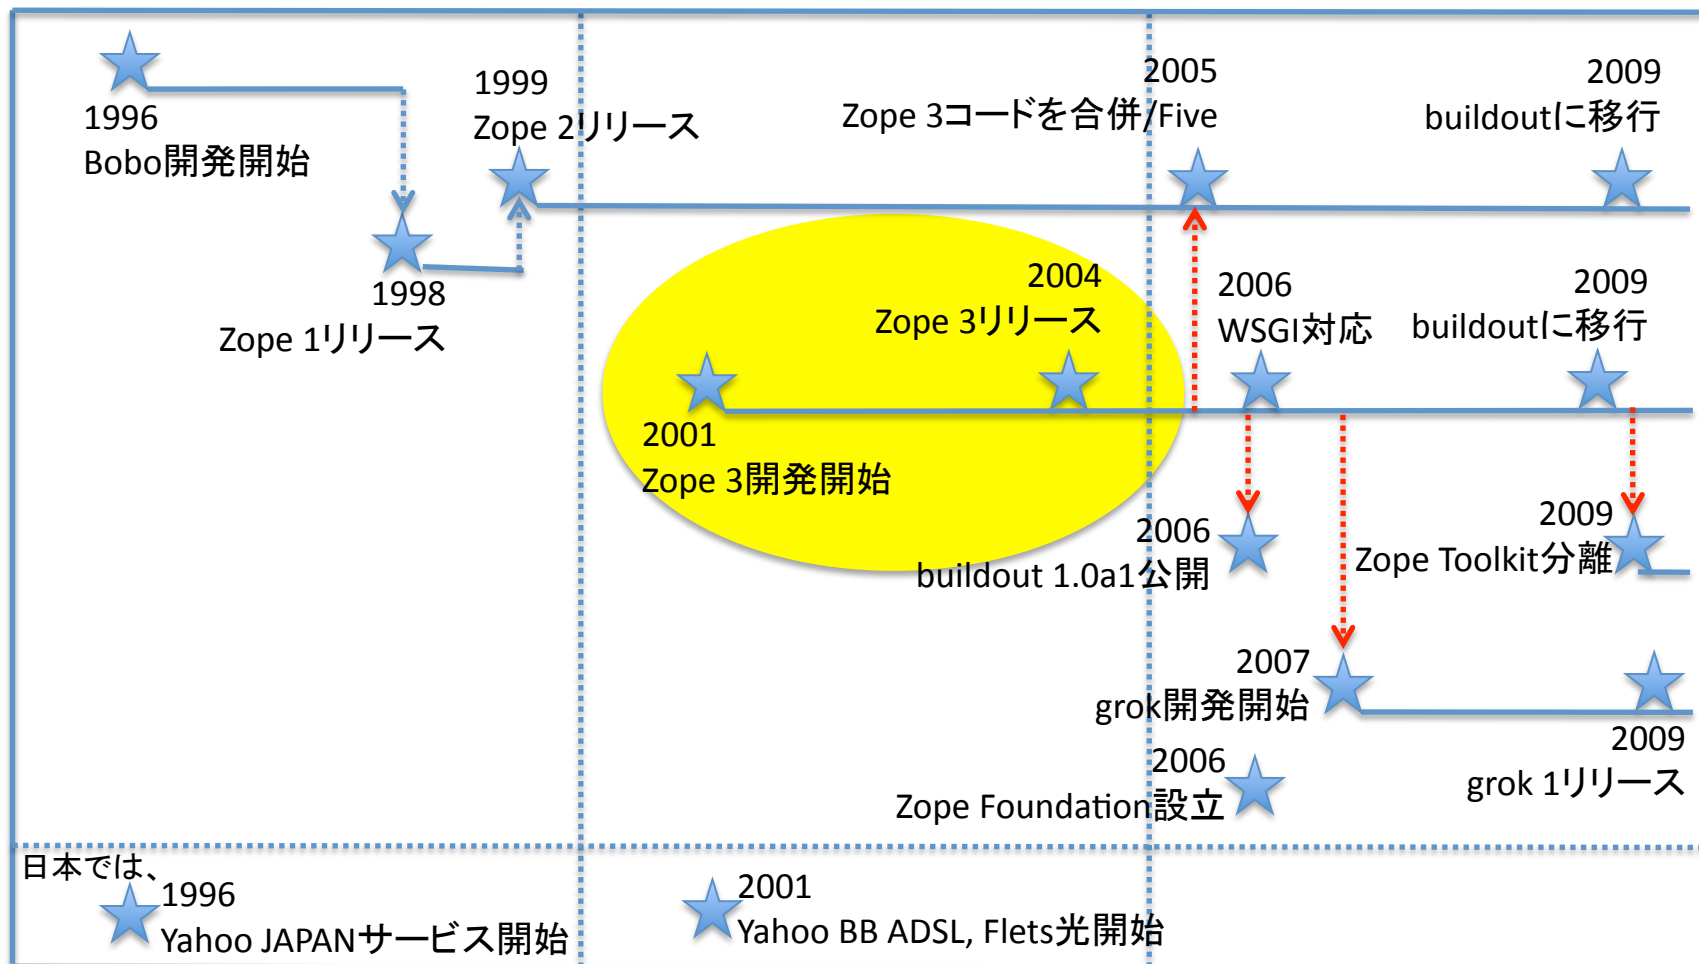 1996
Bobo開発開始
1998
Zope 1リリース
1999
Zope 2リリース
2005
Zope 3コードを合併/Five
2009
buildoutに移行
2001
Zope 3開発開始
2004
Zope 3リリース
2006
WSGI対応
2009
buildoutに移行
2006
buildout 1.0a1公開
2009
Zope Toolkit分離
2007
grok開発開始
2009
grok 1リリース
2006
Zope Foundation設立
日本では、
1996
Yahoo JAPANサービス開始
2001
Yahoo BB ADSL, Flets光開始